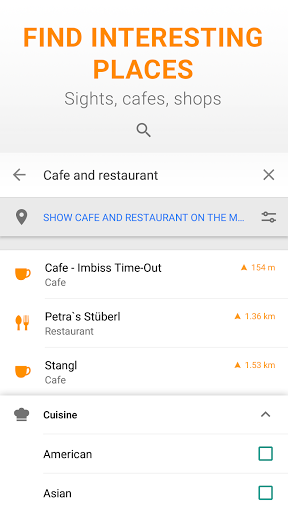 FIND INTERESTING
PLACES
Sights, cafes, shops
Cafe and restaurant
SHOW CAFE AND RESTAURANT ON THE M...
Cafe - Imbiss Time-Out
154 m
Cafe
Petra`s Stüberl
1.36 km
Restaurant
Stangl
1.53 km
Cafe
Cuisine
American
Asian